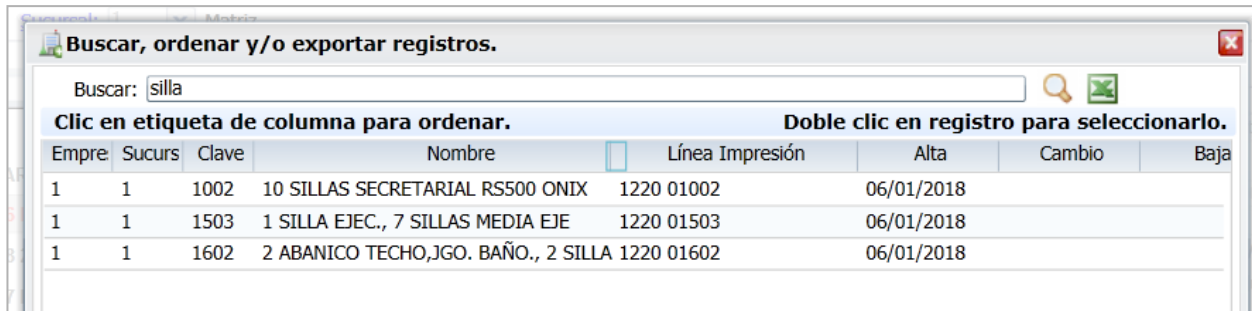 Sucursal: Matriz
Buscar, ordenar y/o exportar registros.
Buscar: silla
Clic en etiqueta de columna para ordenar. Doble clic en registro para seleccionarlo.
Empre Sucurs Clave Nombre Línea Impresión Alta Cambio Baja
1 1 1002 10 SILLAS SECRETARIAL RS500 ONIX 1220 01002 06/01/2018
1 1 1503 1 SILLA EJEC., 7 SILLAS MEDIA EJE 1220 01503 06/01/2018
1 1 1602 2 ABANICO TECHO,JGO. BAÑO., 2 SILLA 1220 01602 06/01/2018